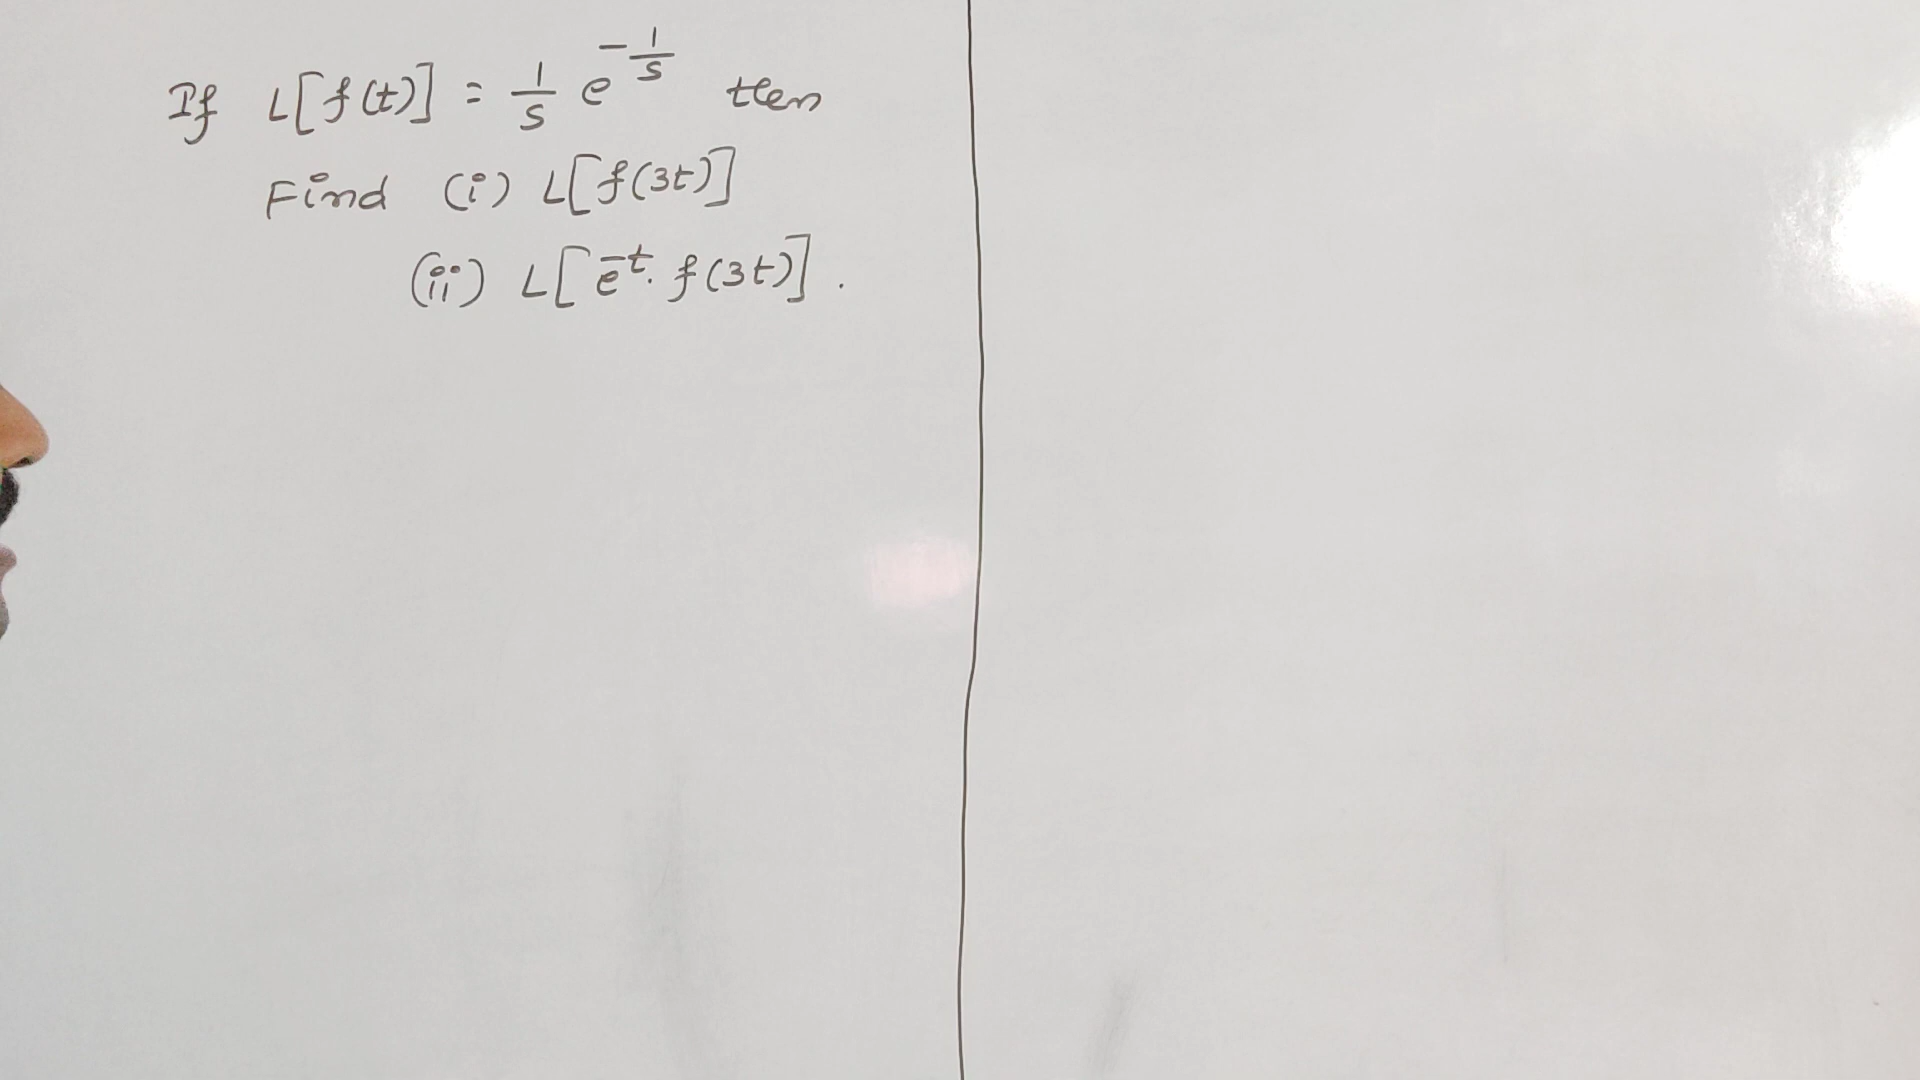 If L[f(t)] = 1/s e^{-1/s} then
Find (i) L[f(3t)]
(ii) L[e^{-t}. f(3t)].